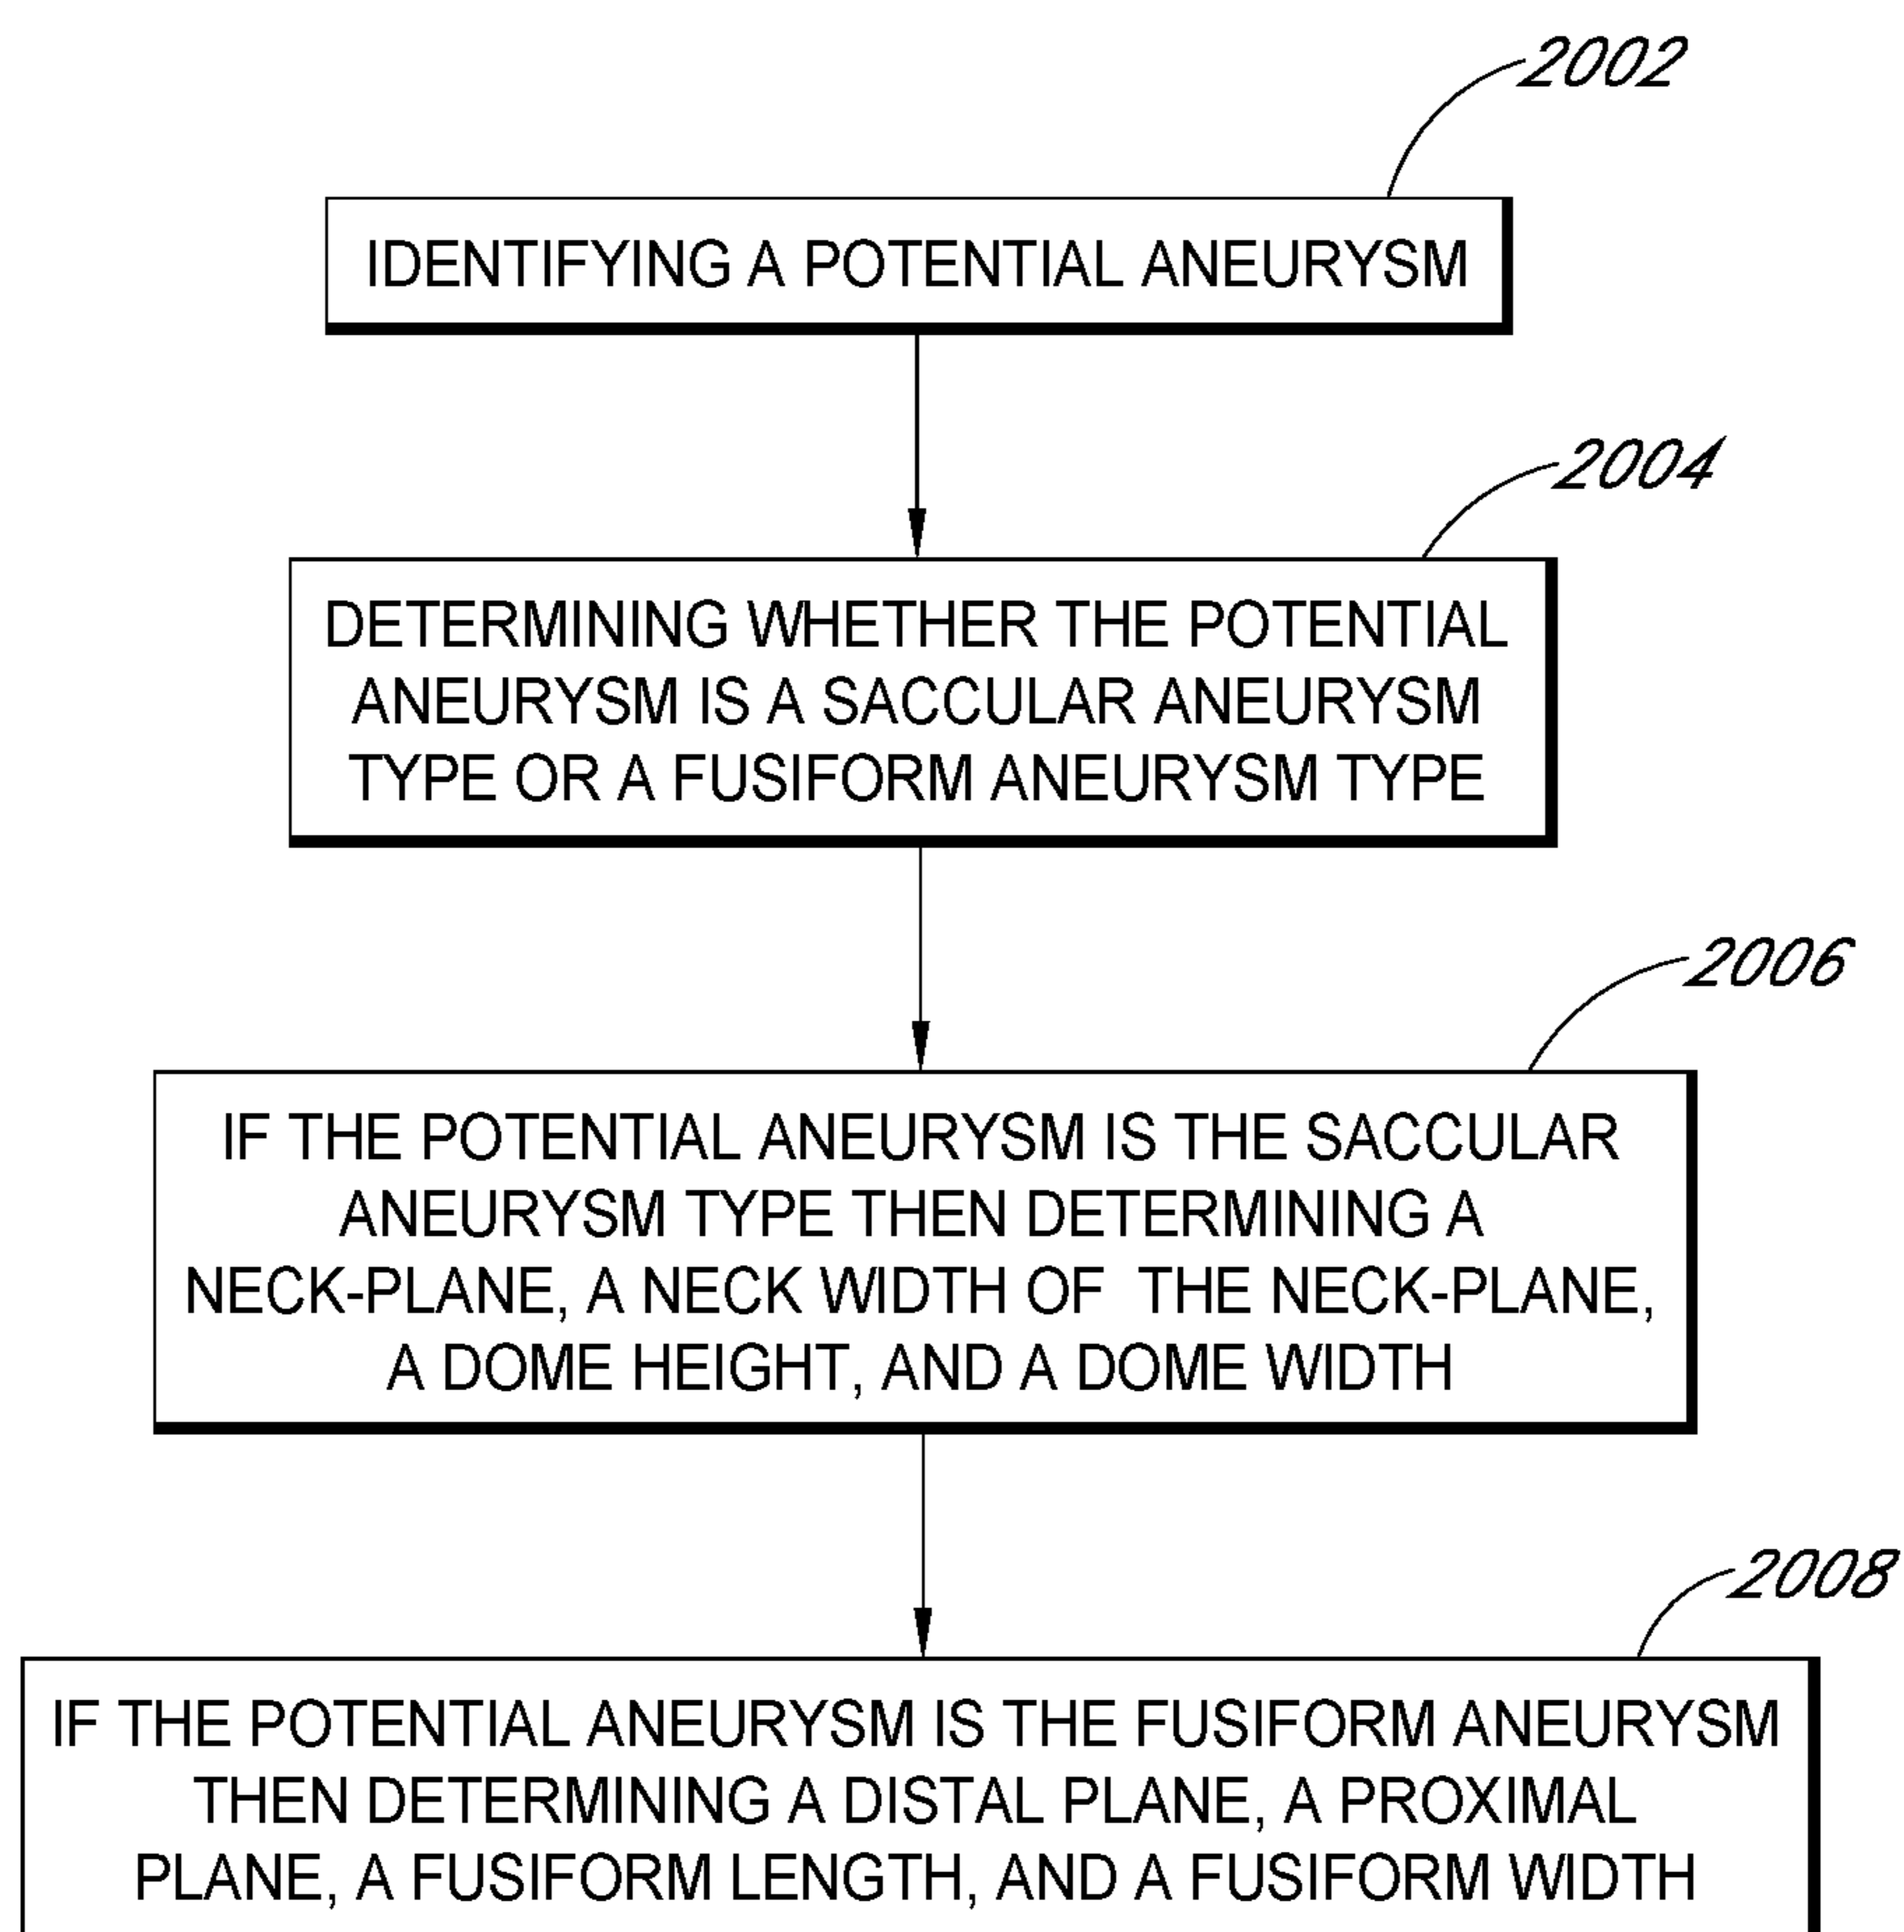 2002
IDENTIFYING A POTENTIAL ANEURYSM
2004
DETERMINING WHETHER THE POTENTIAL
ANEURYSM IS A SACCULAR ANEURYSM
TYPE OR A FUSIFORM ANEURYSM TYPE
2006
IF THE POTENTIAL ANEURYSM IS THE SACCULAR
ANEURYSM TYPE THEN DETERMINING A
NECK-PLANE, A NECK WIDTH OF THE NECK-PLANE,
A DOME HEIGHT, AND A DOME WIDTH
2008
IF THE POTENTIAL ANEURYSM IS THE FUSIFORM ANEURYSM
THEN DETERMINING A DISTAL PLANE, A PROXIMAL
PLANE, A FUSIFORM LENGTH, AND A FUSIFORM WIDTH